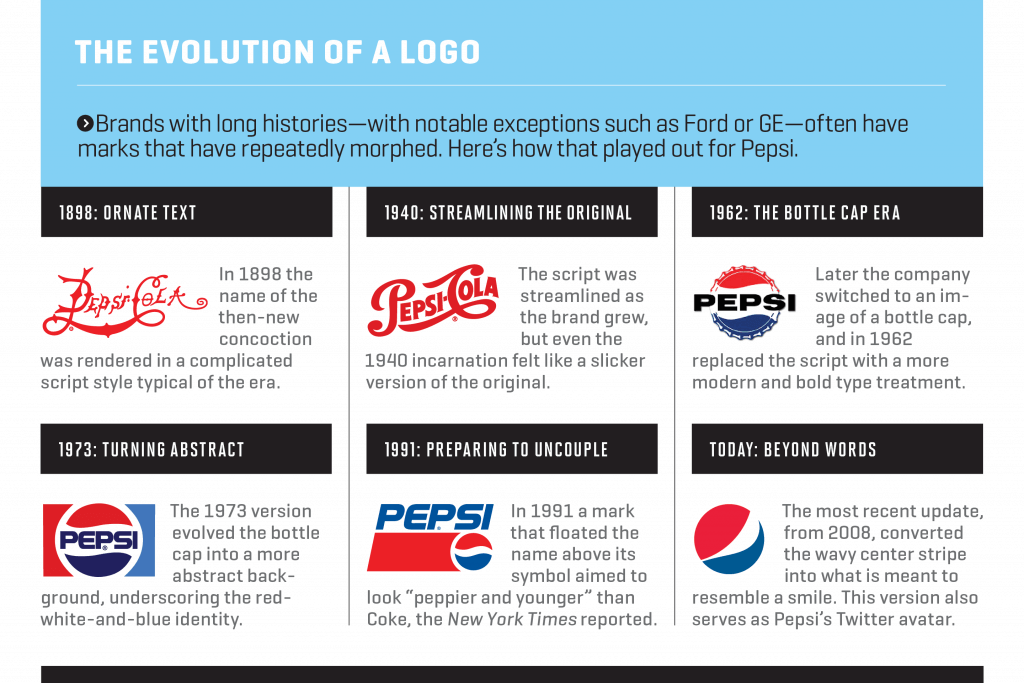 THE EVOLUTION OF A LOGO
Brands with long histories—with notable exceptions such as Ford or GE—often have
marks that have repeatedly morphed. Here's how that played out for Pepsi.
1898: ORNATE TEXT
Pepsi-Cola
In 1898 the
name of the
then-new
concoction
was rendered in a complicated
script style typical of the era.
1940: STREAMLINING THE ORIGINAL
PEPSI-COLA
®
The script was
streamlined as
the brand grew,
but even the
1940 incarnation felt like a slicker
version of the original.
1962: THE BOTTLE CAP ERA
PEPSI
Later the company
switched to an im-
age of a bottle cap,
and in 1962
replaced the script with a more
modern and bold type treatment.
1973: TURNING ABSTRACT
PEPSI
®
The 1973 version
evolved the bottle
cap into a more
abstract back-
ground, underscoring the red-
white-and-blue identity.
1991: PREPARING TO UNCOUPLE
PEPSI
®
In 1991 a mark
that floated the
name above its
symbol aimed to
look “peppier and younger” than
Coke, the New York Times reported.
TODAY: BEYOND WORDS
The most recent update,
from 2008, converted
the wavy center stripe
into what is meant to
resemble a smile. This version also
serves as Pepsi's Twitter avatar.